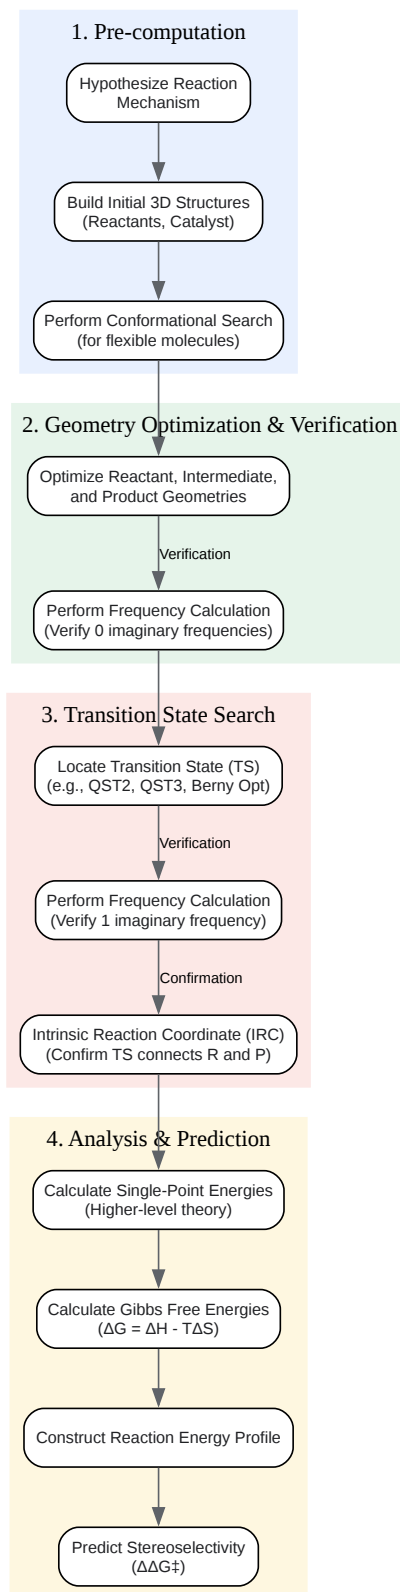 1. Pre-computation
Hypothesize Reaction
Mechanism
Build Initial 3D Structures
(Reactants, Catalyst)
Perform Conformational Search
(for flexible molecules)
2. Geometry Optimization & Verification
Optimize Reactant, Intermediate,
and Product Geometries
Verification
Perform Frequency Calculation
(Verify 0 imaginary frequencies)
3. Transition State Search
Locate Transition State (TS)
(e.g., QST2, QST3, Berny Opt)
Verification
Perform Frequency Calculation
(Verify 1 imaginary frequency)
Confirmation
Intrinsic Reaction Coordinate (IRC)
(Confirm TS connects R and P)
4. Analysis & Prediction
Calculate Single-Point Energies
(Higher-level theory)
Calculate Gibbs Free Energies
(ΔG = ΔH - TΔS)
Construct Reaction Energy Profile
Predict Stereoselectivity
(ΔΔG‡)